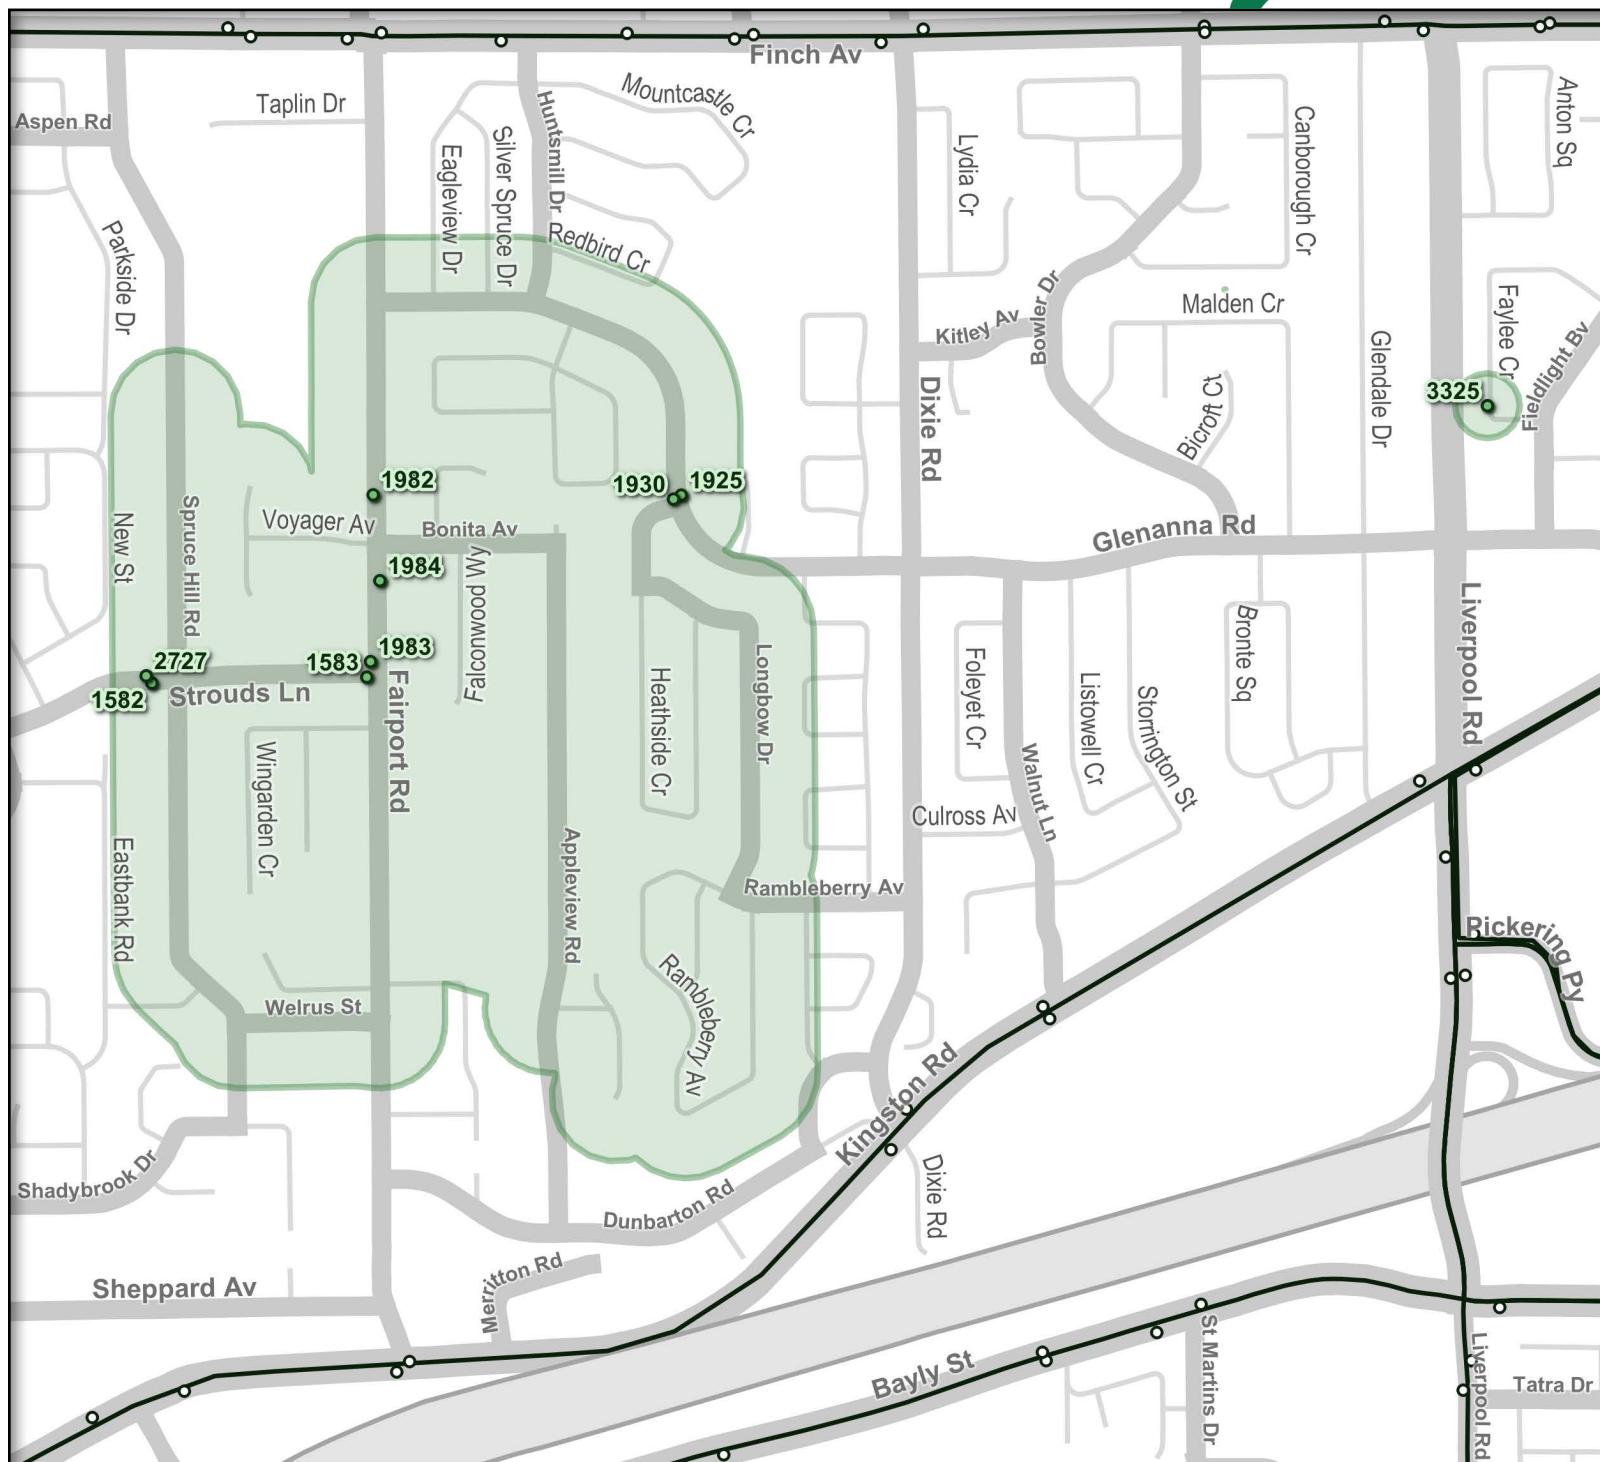 Finch Av
Taplin Dr
Mountcastle Cr
Anton Sq
Aspen Rd
Huntsmill Dr
Silver Spruce Dr
Eagleview Dr
Lydia Cr
Canborough Cr
Parkside Dr
Redbird Cr
Bowler Dr
Malden Cr
Faylee Cr
Kitley Av
Glendale Dr
Fieldlight Bv
Dixie Rd
Bicroft Ct
3325
1982
1930
1925
New St
Spruce Hill Rd
Voyager Av
Bonita Av
Glenanna Rd
1984
Falconwood Wy
Liverpool Rd
Bronte Sq
2727
1583
1983
1582
Strouds Ln
Fairport Rd
Heathside Cr
Longbow Dr
Foleyet Cr
Listowell Cr
Storrington St
Wingarden Cr
Walnut Ln
Culross Av
Eastbank Rd
Appleview Rd
Rambleberry Av
Pickering Py
Rambleberry Av
Welrus St
Kingston Rd
Shadybrook Dr
Dunbarton Rd
Dixie Rd
Merritton Rd
Sheppard Av
St Martins Dr
Bayly St
Liverpool Rd
Tatra Dr